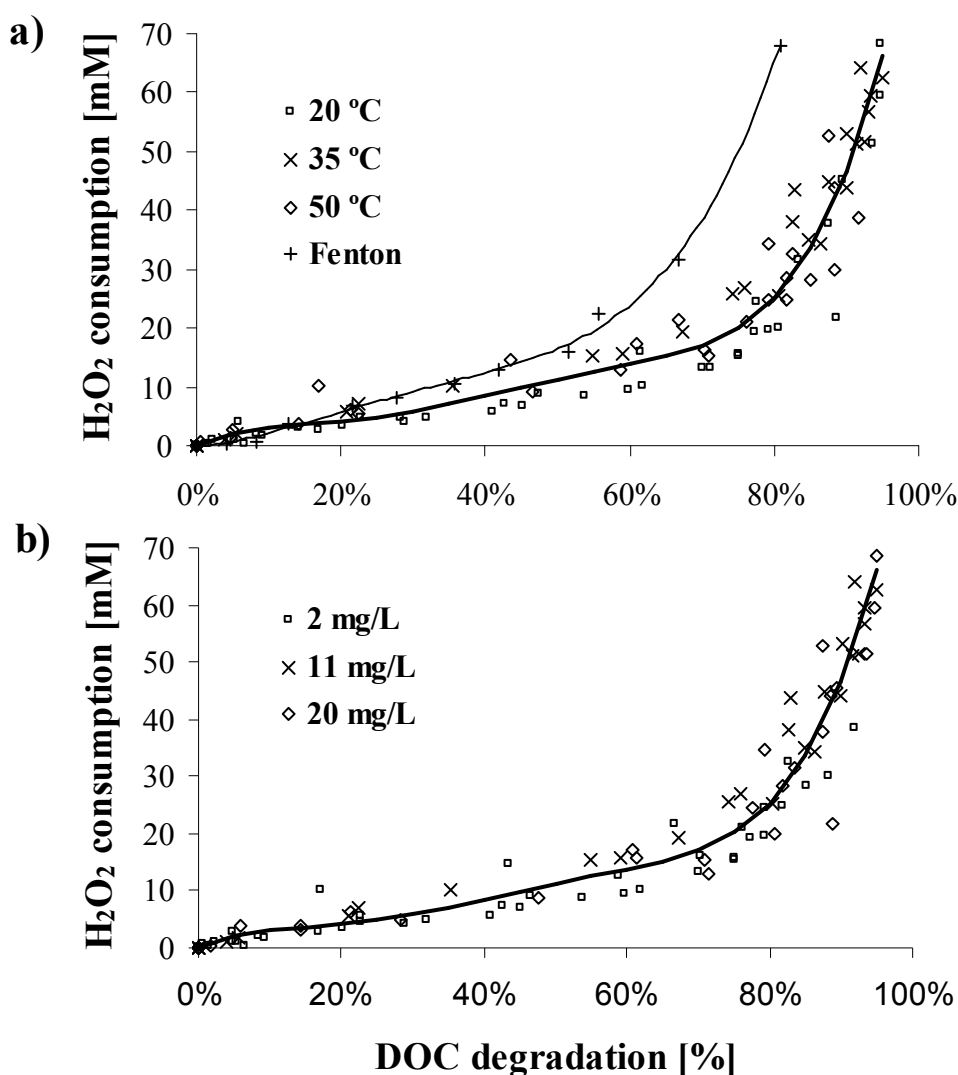 a)
H₂O₂ consumption [mM]
70
60
50
40
30
20
10
0
20 ºC
35 ºC
50 ºC
Fenton
0% 20% 40% 60% 80% 100%
b)
H₂O₂ consumption [mM]
70
60
50
40
30
20
10
0
2 mg/L
11 mg/L
20 mg/L
0% 20% 40% 60% 80% 100%
DOC degradation [%]